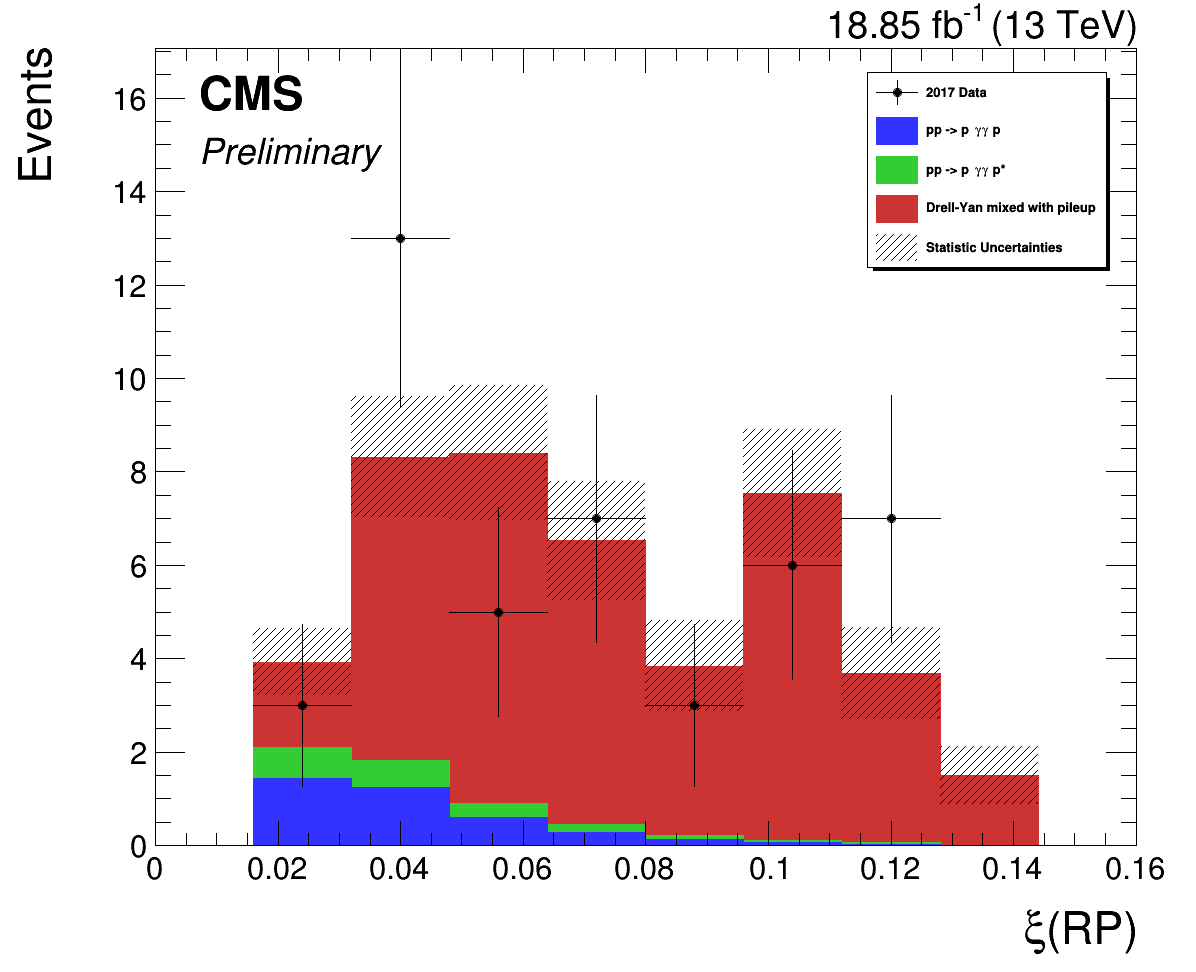 18.85 fb-1 (13 TeV)
Events
CMS
Preliminary
2017 Data
pp -> p γγ p
pp -> p γγ p*
Drell-Yan mixed with pileup
Statistic Uncertainties
16
14
12
10
8
6
4
2
0
0 0.02 0.04 0.06 0.08 0.1 0.12 0.14 0.16
ξ(RP)